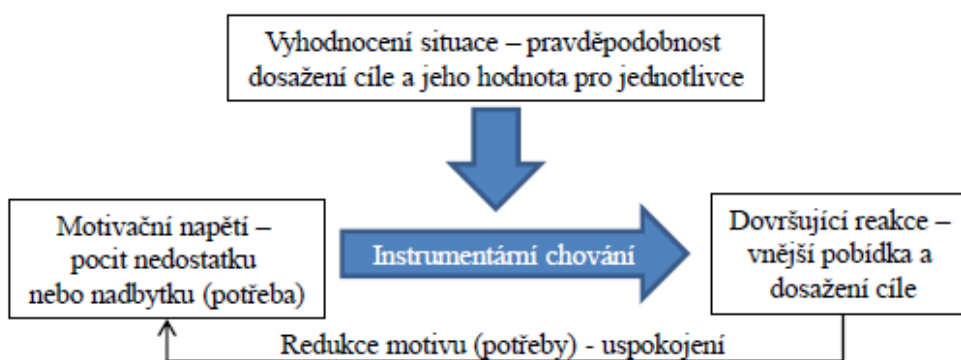 Vyhodnocení situace – pravděpodobnost
dosažení cíle a jeho hodnota pro jednotlivce
Motivační napětí –
pocit nedostatku
nebo nadbytku (potřeba)
Instrumentární chování
Dovršující reakce –
vnější pobídka a
dosažení cíle
Redukce motivu (potřeby) - uspokojení